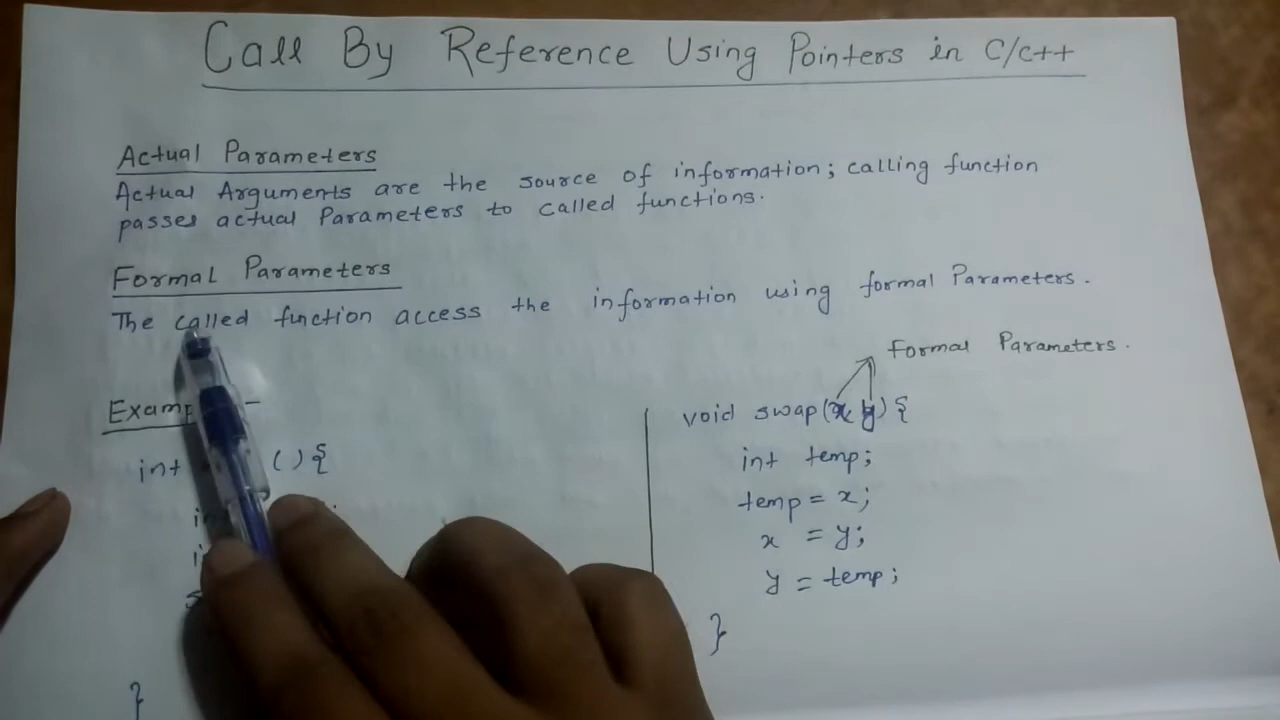 Call By Reference Using Pointers in C/C++
Actual Parameters
Actual Arguments are the source of information; calling function
passes actual Parameters to called functions.
Formal Parameters
The called function access the information using formal Parameters.
Formal Parameters.
void swap(x y){
int temp;
temp = x;
x = y;
y = temp;
}
int () {
}